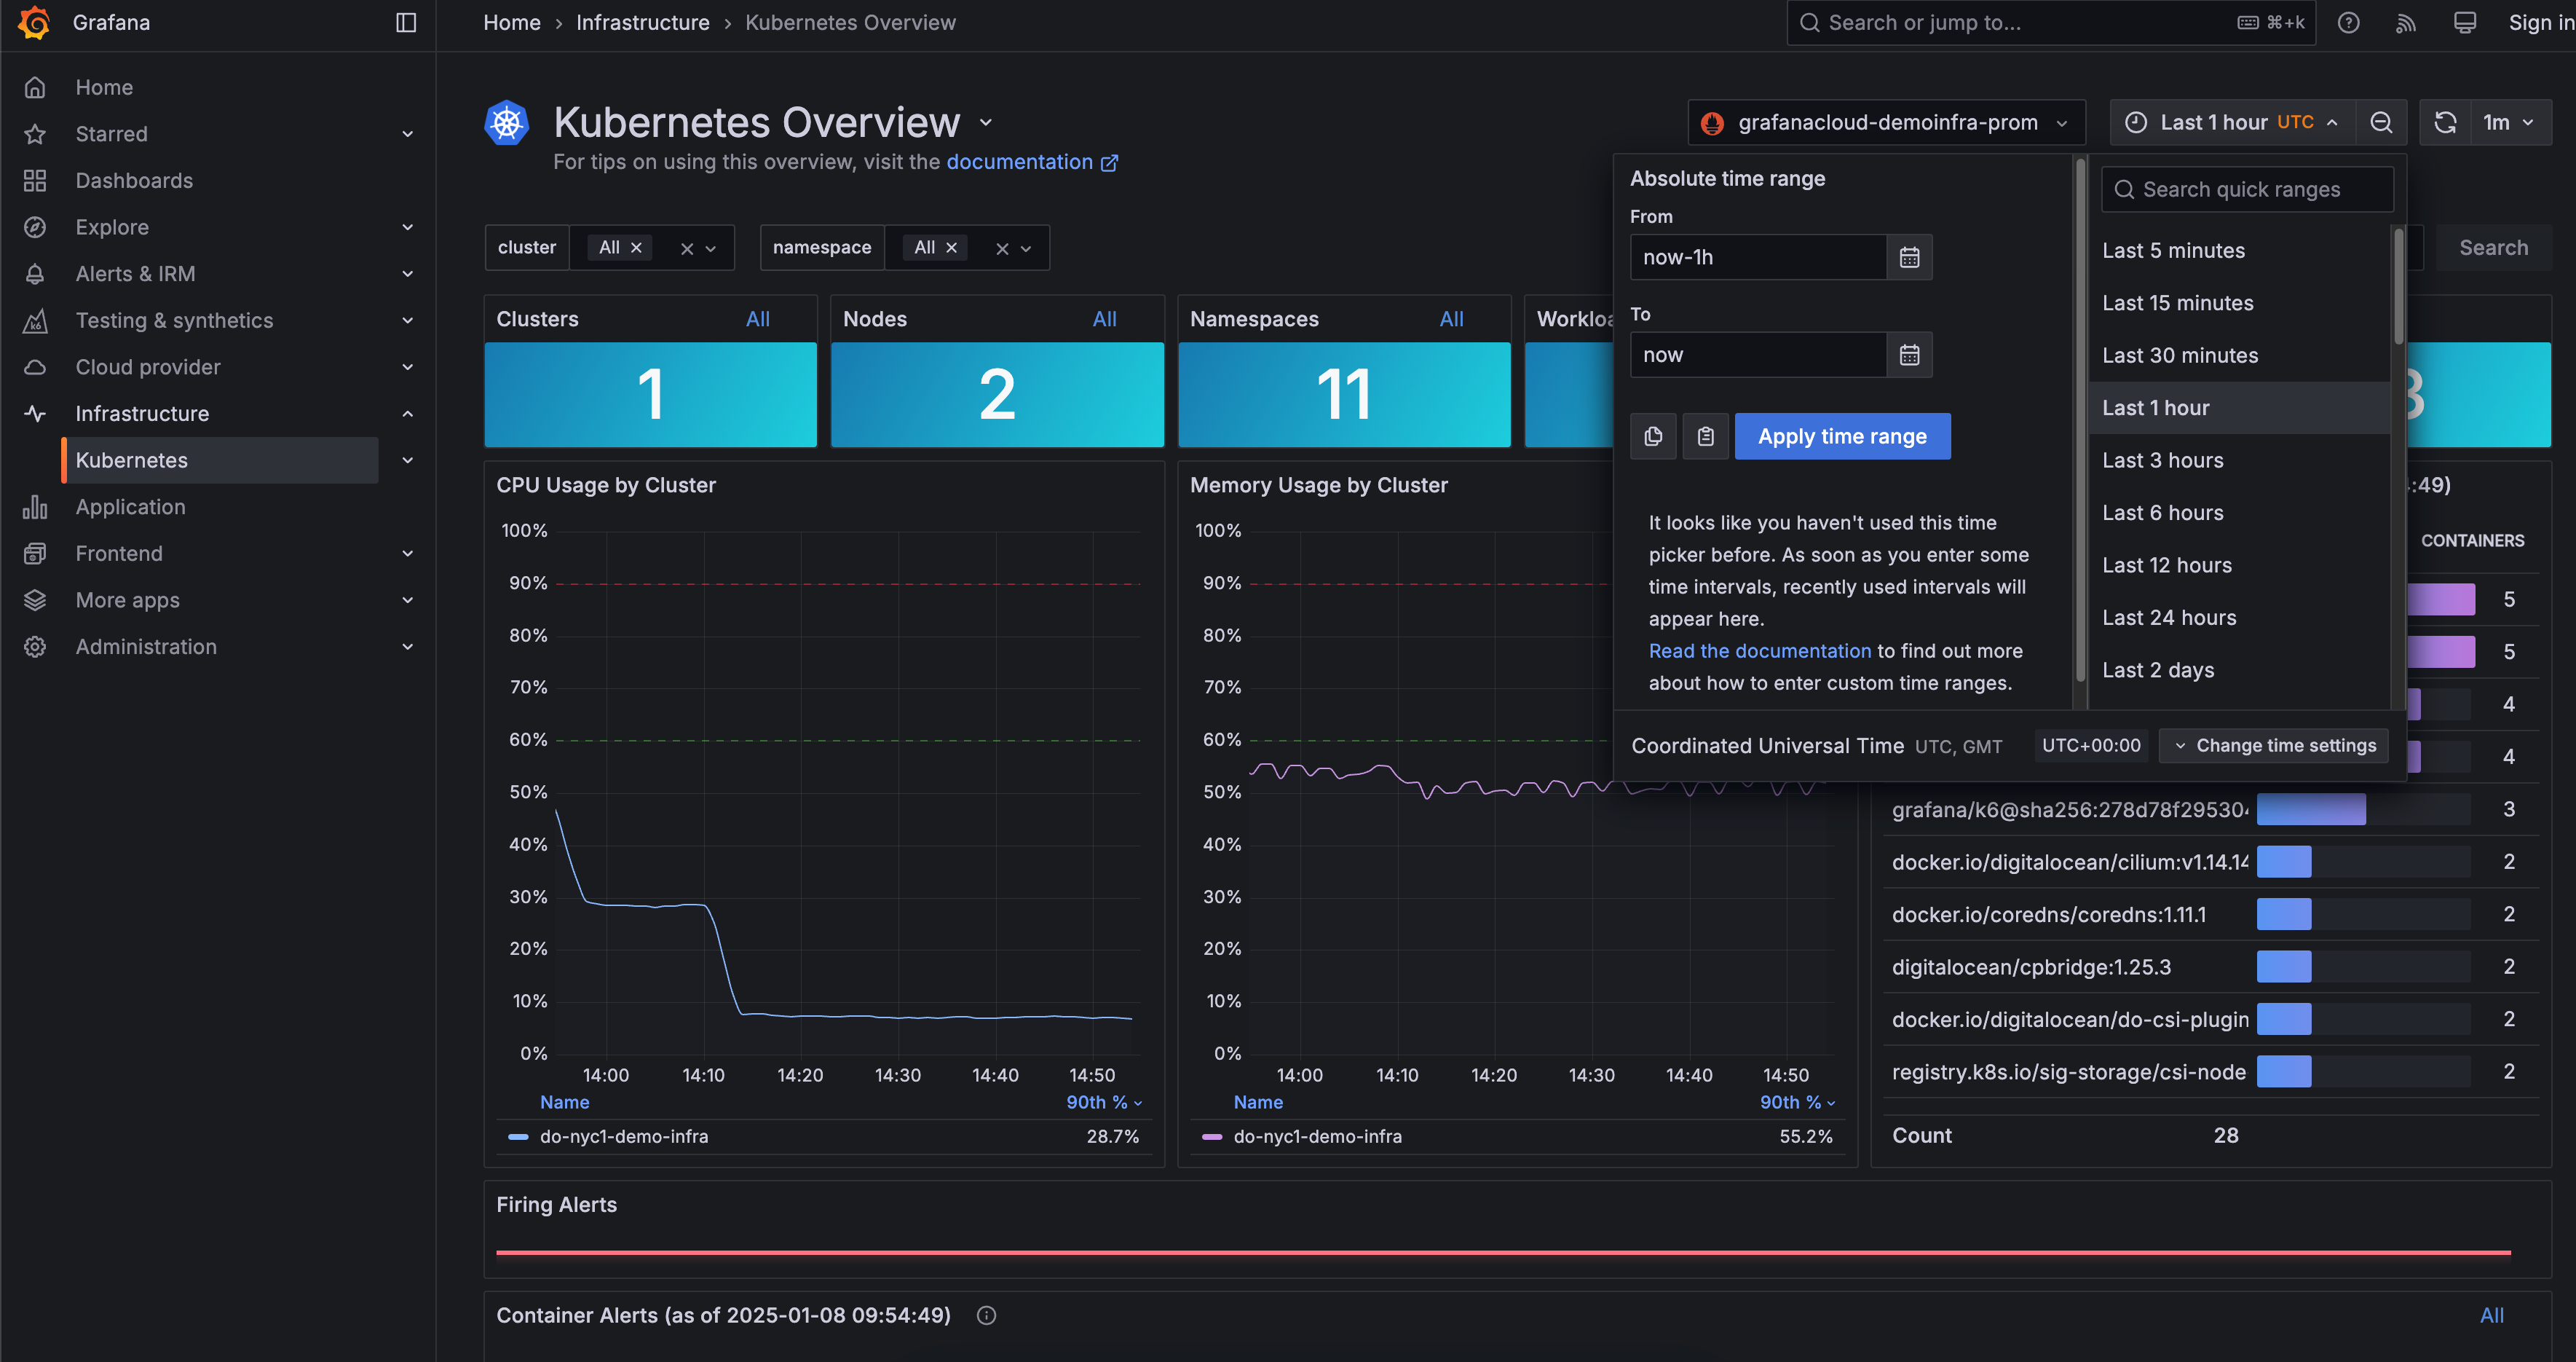 Grafana
Home › Infrastructure › Kubernetes Overview
Search or jump to...
⌘+k
Sign in
Home
Starred
Dashboards
Explore
Alerts & IRM
Testing & synthetics
Cloud provider
Infrastructure
Kubernetes
Application
Frontend
More apps
Administration
Kubernetes Overview
For tips on using this overview, visit the documentation
grafanacloud-demoinfra-prom
Last 1 hour UTC
1m
cluster All
namespace All
Search
Clusters All
1
Nodes All
2
Namespaces All
11
Absolute time range
From
now-1h
To
now
Apply time range
It looks like you haven't used this time
picker before. As soon as you enter some
time intervals, recently used intervals will
appear here.
Read the documentation to find out more
about how to enter custom time ranges.
Search quick ranges
Last 5 minutes
Last 15 minutes
Last 30 minutes
Last 1 hour
Last 3 hours
Last 6 hours
Last 12 hours
Last 24 hours
Last 2 days
Coordinated Universal Time UTC, GMT UTC+00:00 Change time settings
CPU Usage by Cluster
100%
90%
80%
70%
60%
50%
40%
30%
20%
10%
0%
14:00 14:10 14:20 14:30 14:40 14:50
Name 90th %
do-nyc1-demo-infra 28.7%
Memory Usage by Cluster
100%
90%
80%
70%
60%
50%
40%
30%
20%
10%
0%
14:00 14:10 14:20 14:30 14:40 14:50
Name 90th %
do-nyc1-demo-infra 55.2%
:49)
CONTAINERS
5
5
4
4
grafana/k6@sha256:278d78f29530 3
docker.io/digitalocean/cilium:v1.14.14 2
docker.io/coredns/coredns:1.11.1 2
digitalocean/cpbridge:1.25.3 2
docker.io/digitalocean/do-csi-plugin 2
registry.k8s.io/sig-storage/csi-node 2
Count 28
Firing Alerts
Container Alerts (as of 2025-01-08 09:54:49) All